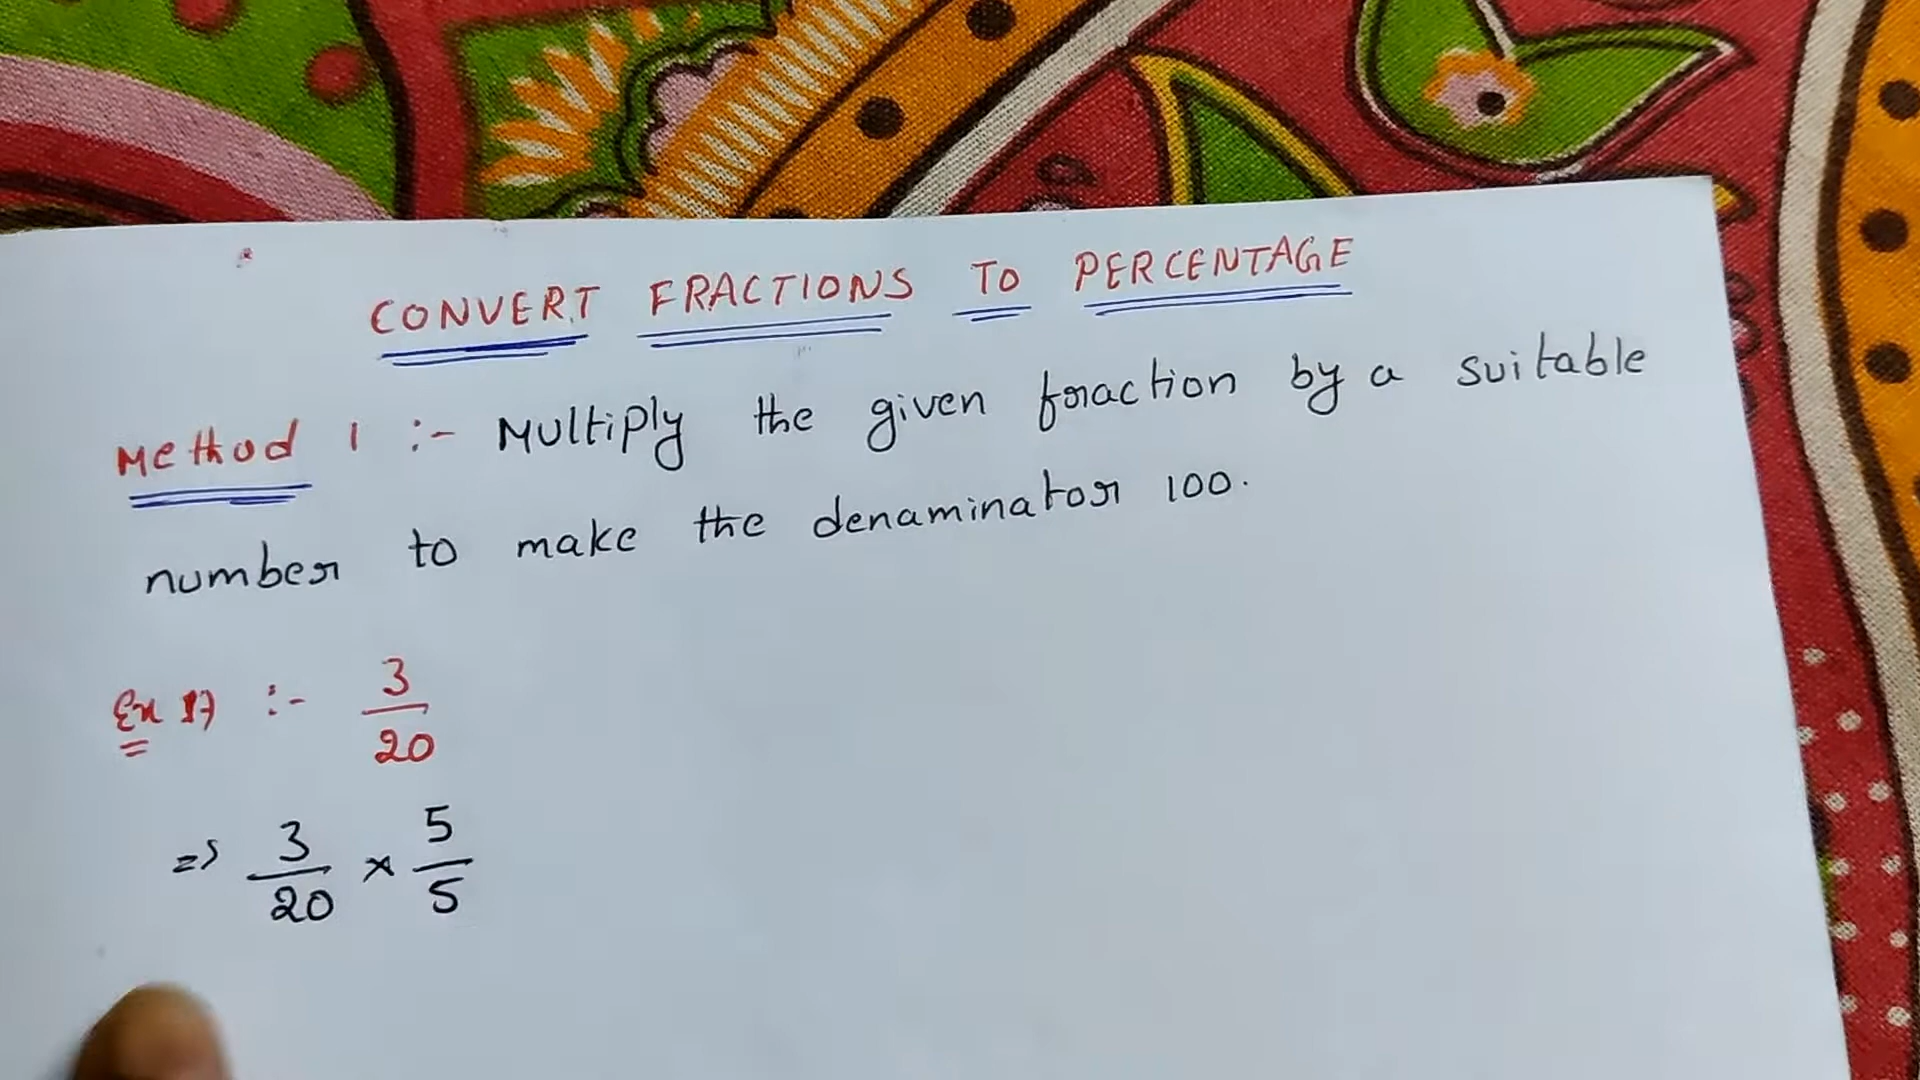 CONVERT FRACTIONS TO PERCENTAGE
Method 1 :- Multiply the given fraction by a suitable
number to make the denaminator 100.
Ex 1) :- 3/20
=> 3/20 × 5/5